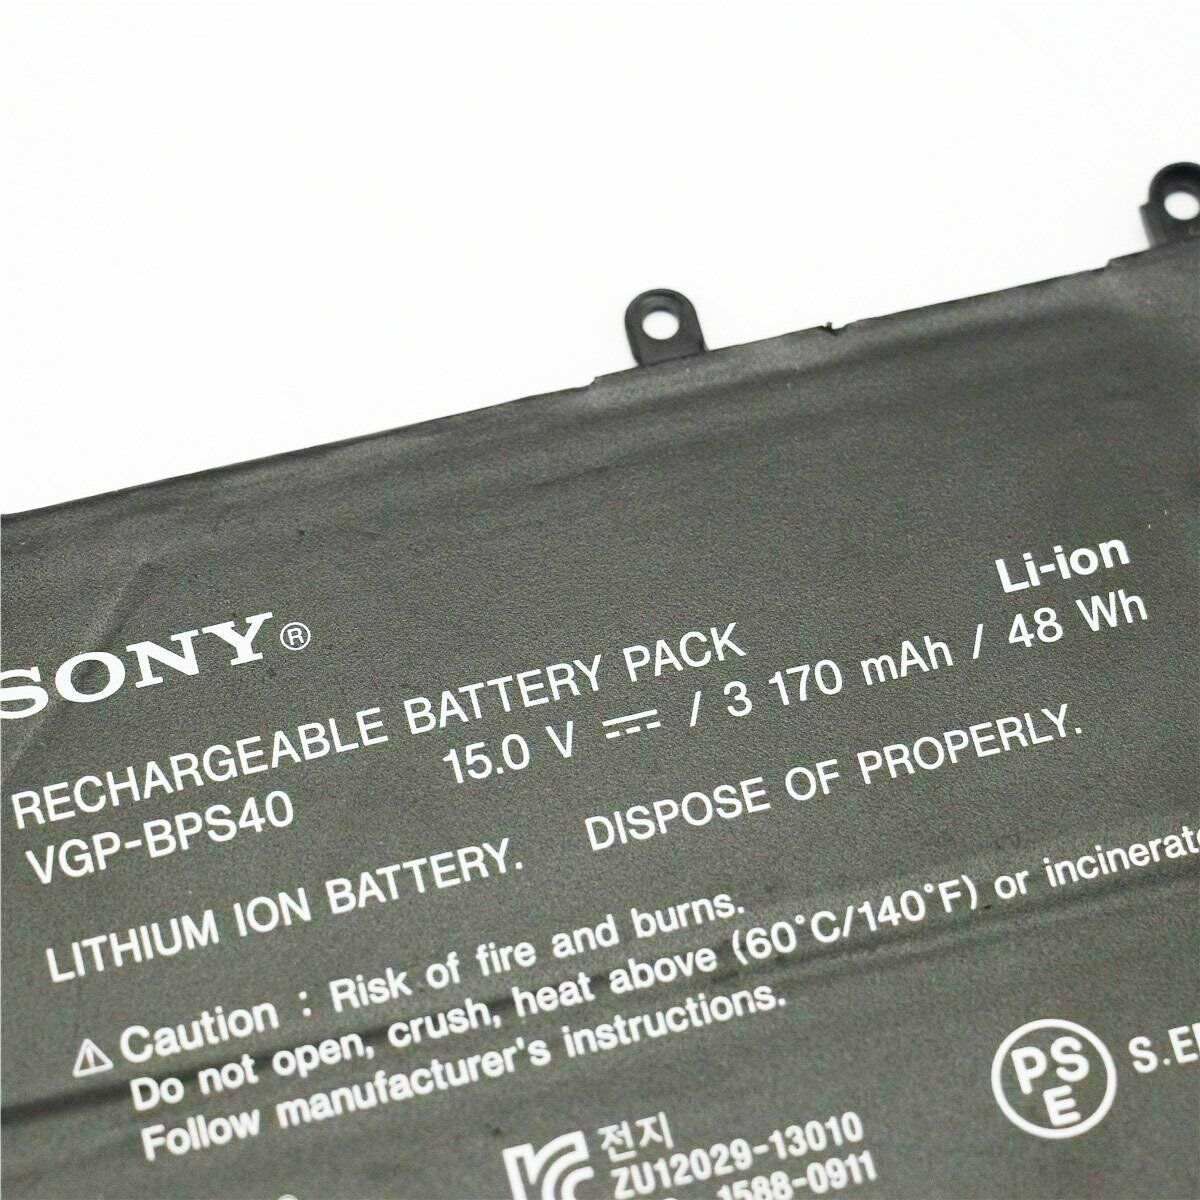 SONY®
Li-ion
RECHARGEABLE BATTERY PACK
VGP-BPS40
15.0 V ⎓ / 3 170 mAh / 48 Wh
LITHIUM ION BATTERY. DISPOSE OF PROPERLY.
⚠ Caution : Risk of fire and burns.
Do not open, crush, heat above (60°C/140°F) or
Follow manufacturer's instructions.
PSE
전지
ZU12029-13010
1588-0911